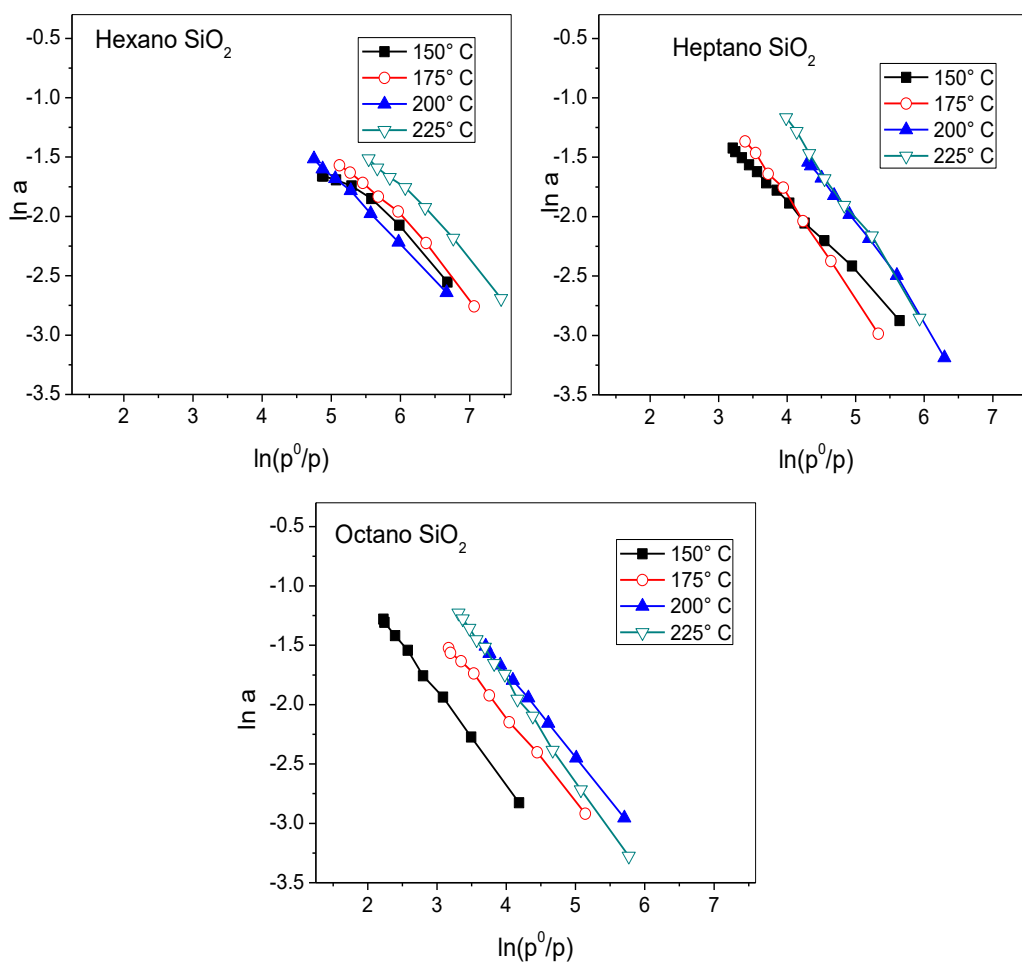 Hexano SiO₂
150° C
175° C
200° C
225° C
-0.5
-1.0
-1.5
-2.0
-2.5
-3.0
-3.5
ln a
2 3 4 5 6 7
ln(p⁰/p)
Heptano SiO₂
150° C
175° C
200° C
225° C
-0.5
-1.0
-1.5
-2.0
-2.5
-3.0
-3.5
ln a
2 3 4 5 6 7
ln(p⁰/p)
Octano SiO₂
150° C
175° C
200° C
225° C
-0.5
-1.0
-1.5
-2.0
-2.5
-3.0
-3.5
ln a
2 3 4 5 6 7
ln(p⁰/p)